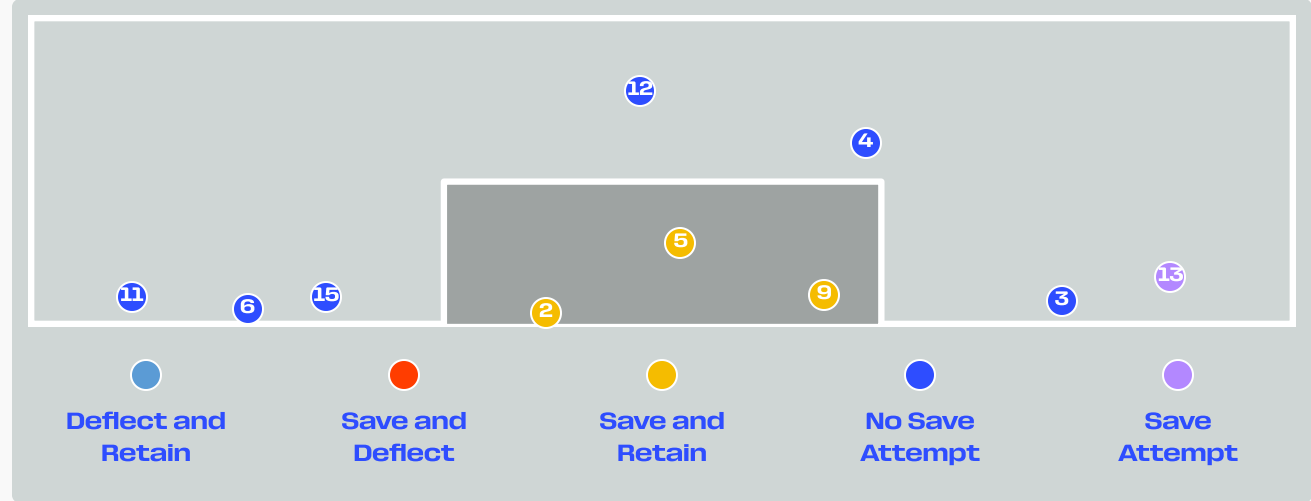 12
4
5
11
6
15
2
9
3
13
Deflect and
Retain
Save and
Deflect
Save and
Retain
No Save
Attempt
Save
Attempt